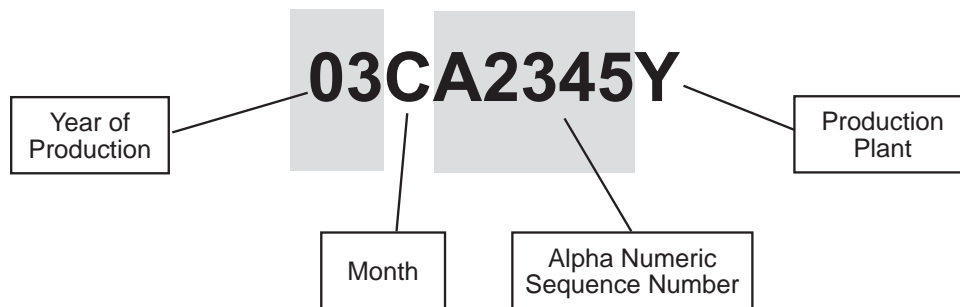 03CA2345Y
Year of
Production
Production
Plant
Month
Alpha Numeric
Sequence Number